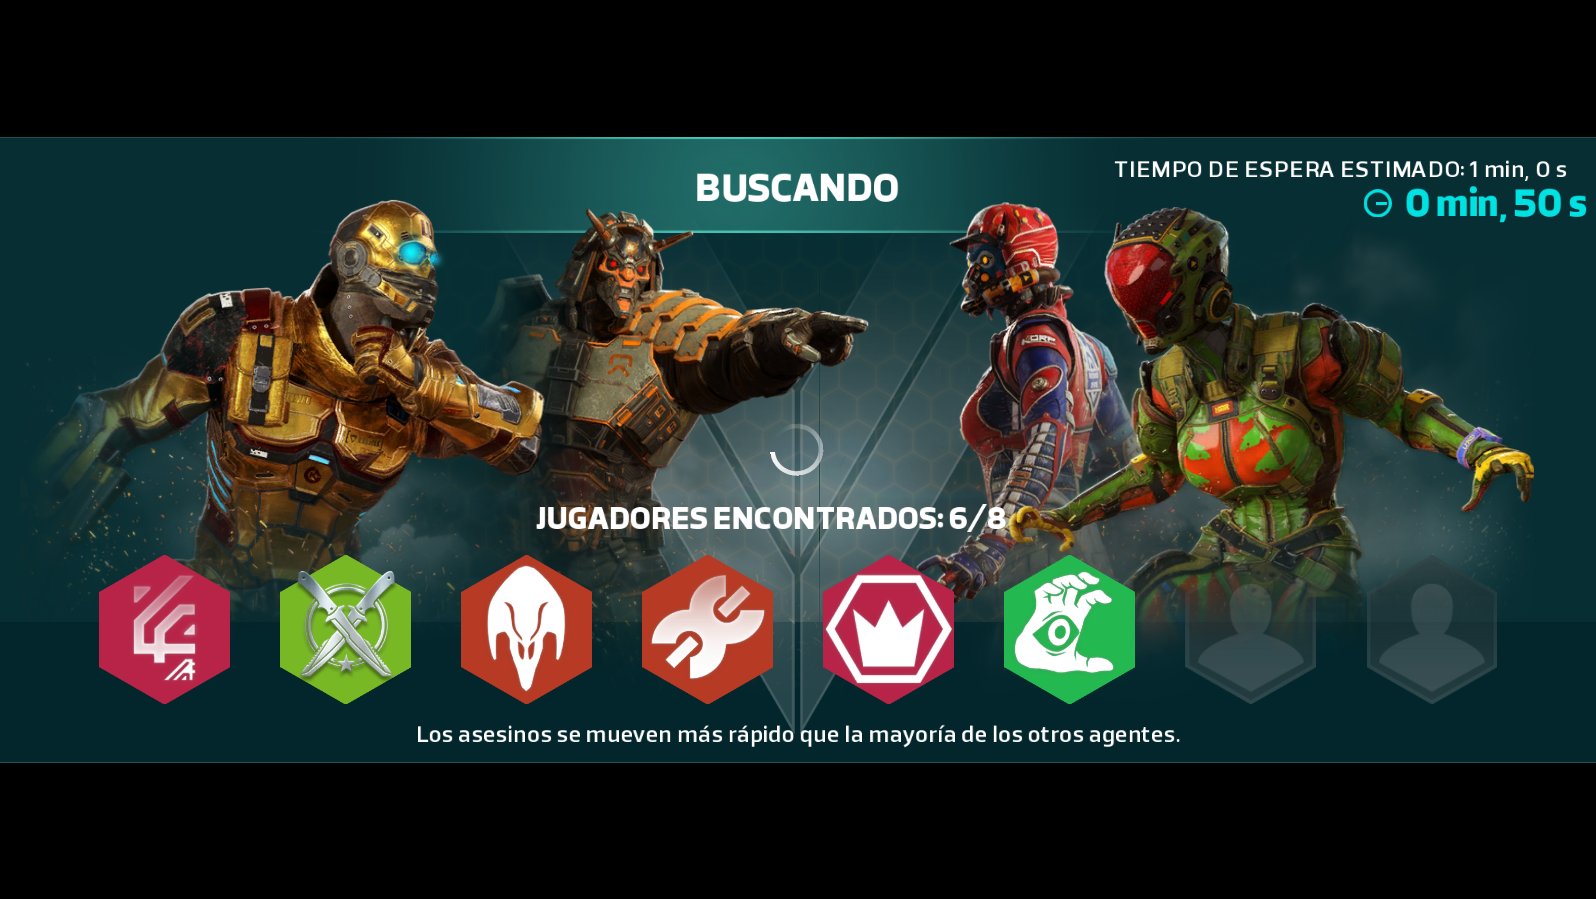 BUSCANDO
TIEMPO DE ESPERA ESTIMADO: 1 min, 0 s
0 min, 50 s
KORP
JUGADORES ENCONTRADOS: 6/8
Los asesinos se mueven más rápido que la mayoría de los otros agentes.